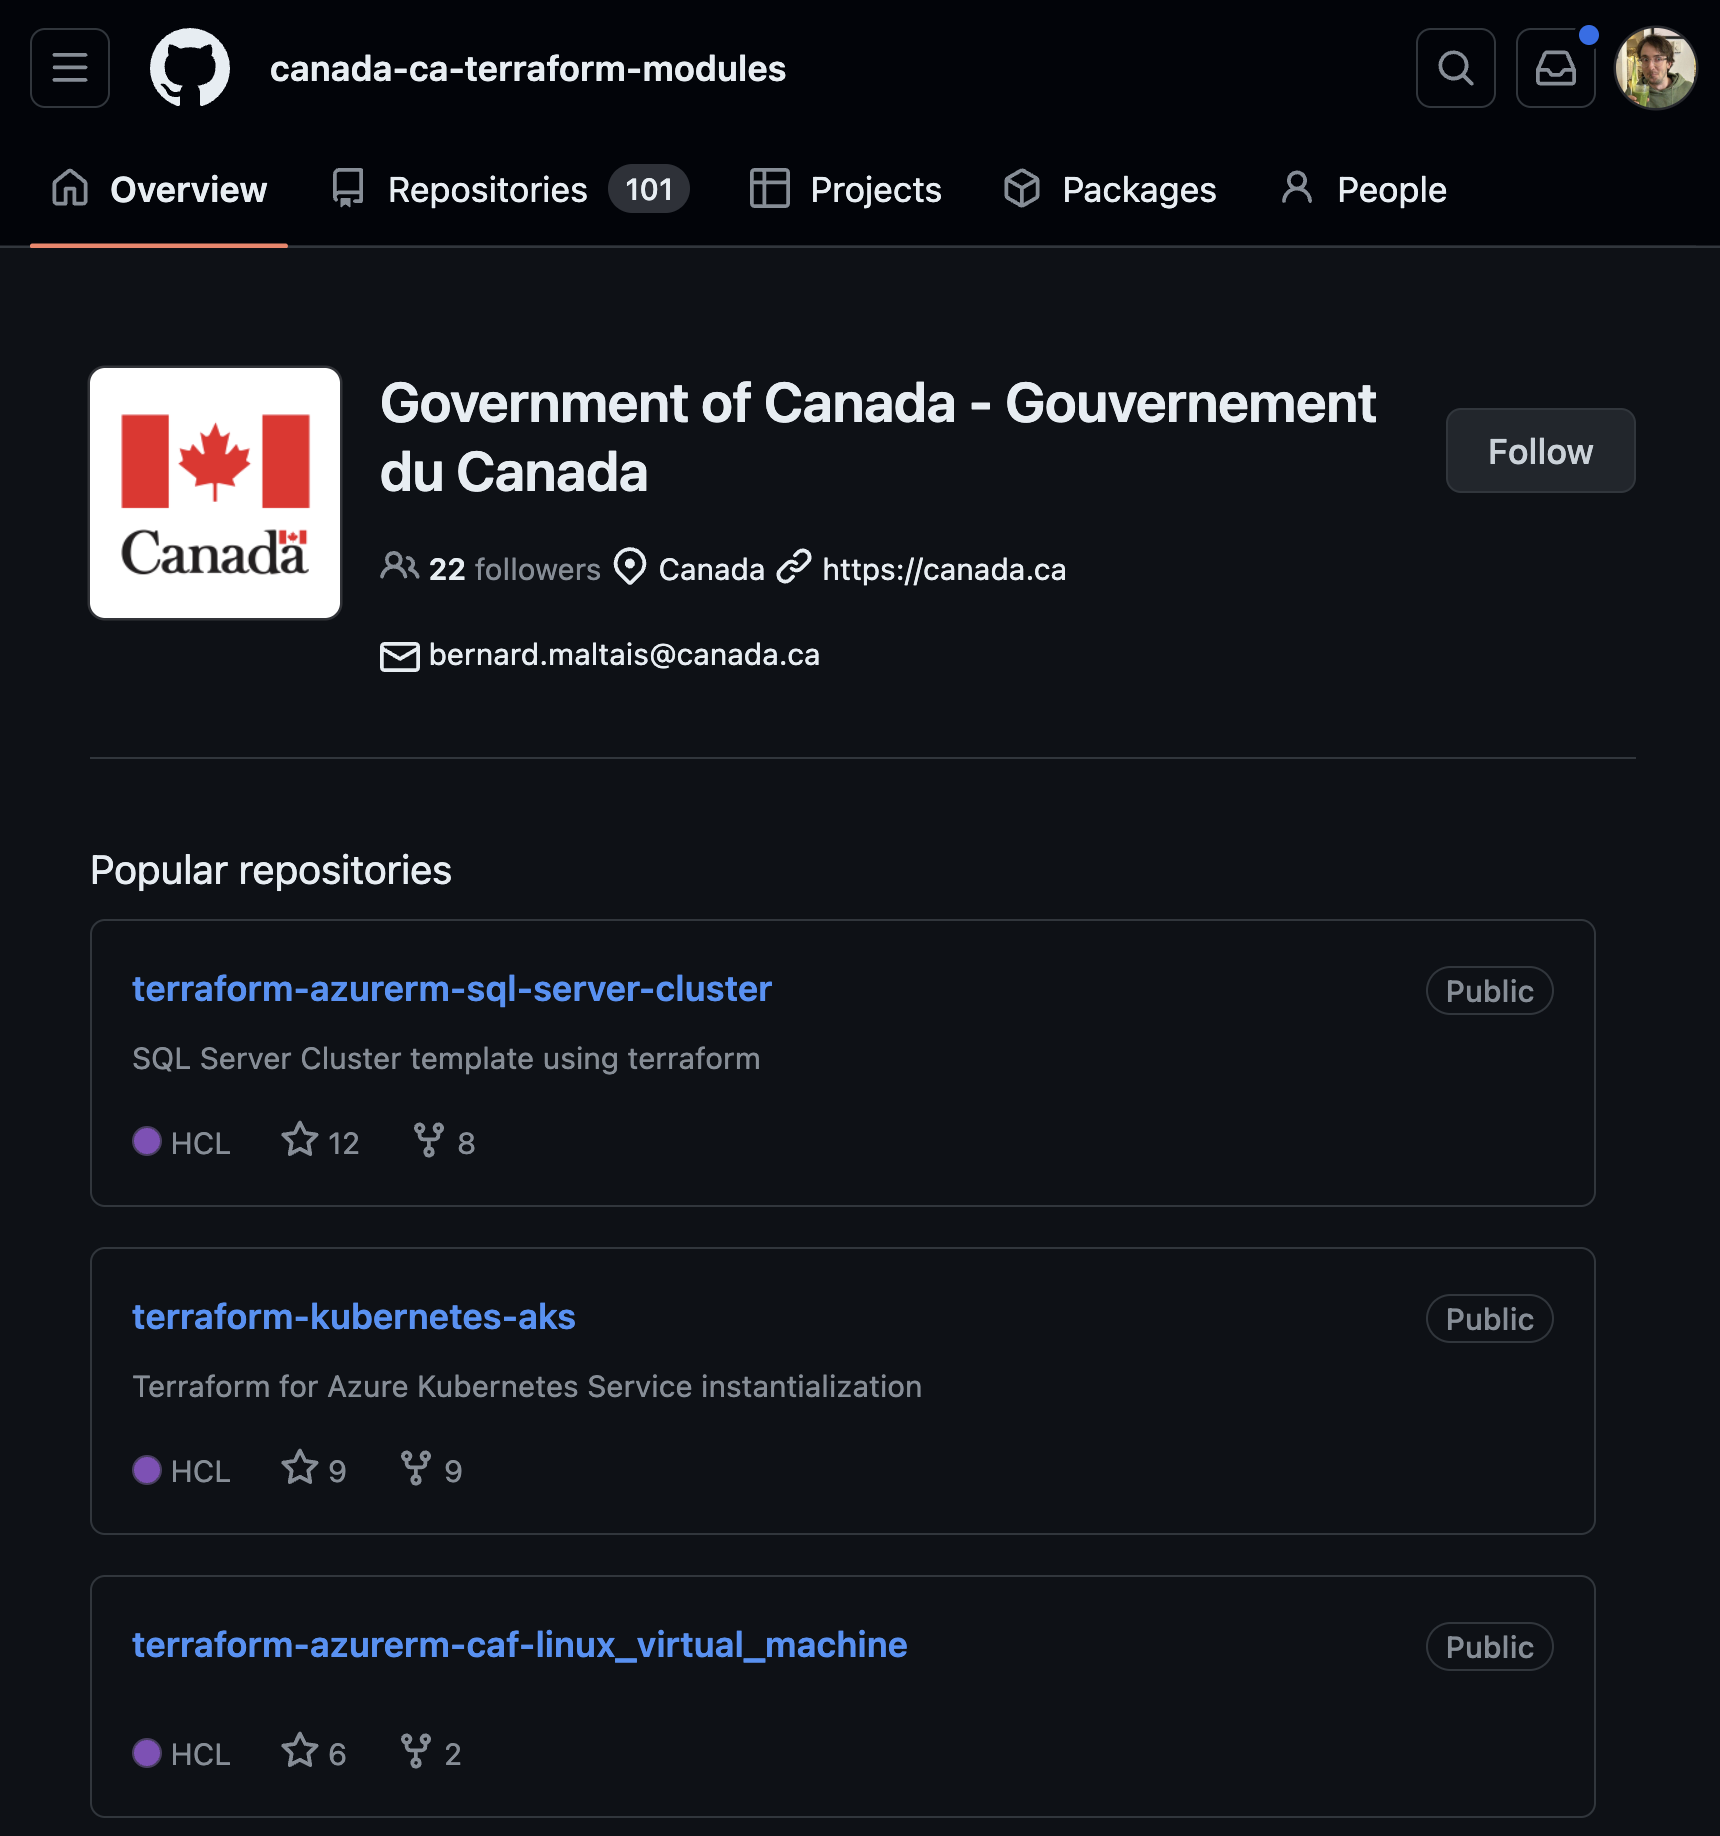 canada-ca-terraform-modules
Overview
Repositories 101
Projects
Packages
People
Canada
Government of Canada - Gouvernement
du Canada
Follow
22 followers Canada https://canada.ca
bernard.maltais@canada.ca
Popular repositories
terraform-azurerm-sql-server-cluster
Public
SQL Server Cluster template using terraform
HCL 12 8
terraform-kubernetes-aks
Public
Terraform for Azure Kubernetes Service instantialization
HCL 9 9
terraform-azurerm-caf-linux_virtual_machine
Public
HCL 6 2